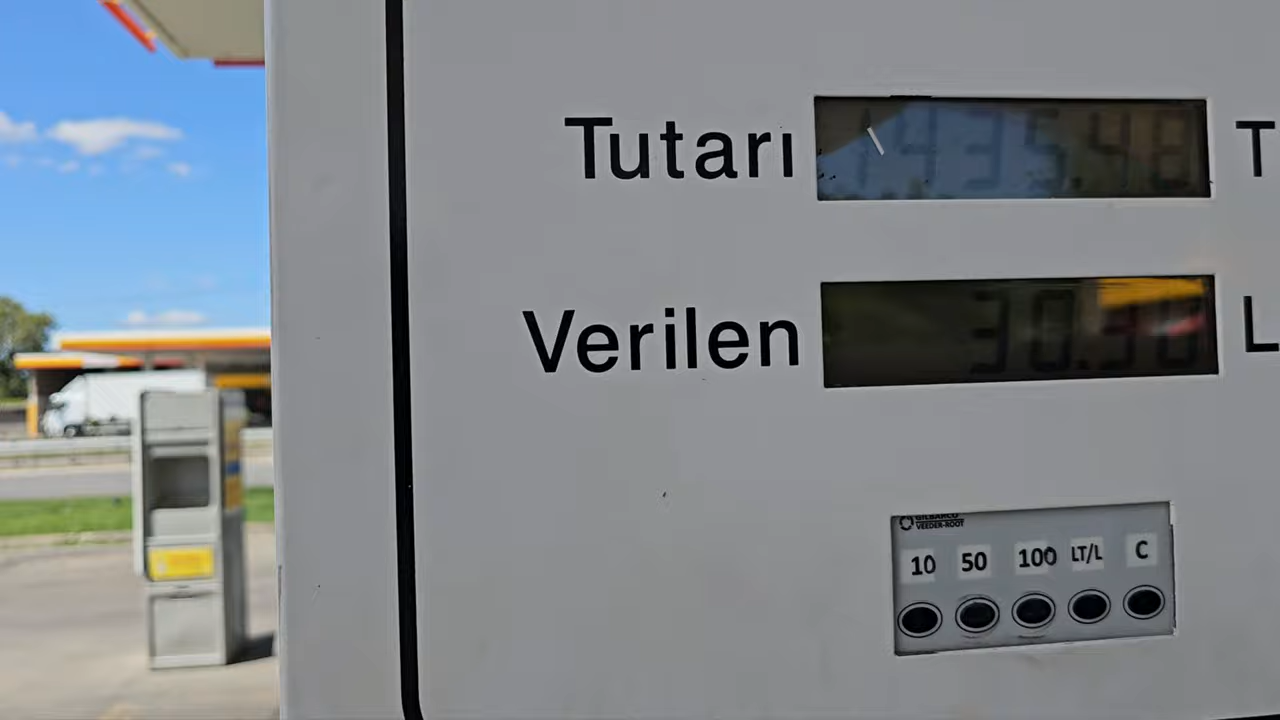 Tutarı T
Verilen L
GILBARCO
VEEDER-ROOT
10 50 100 LT/L C